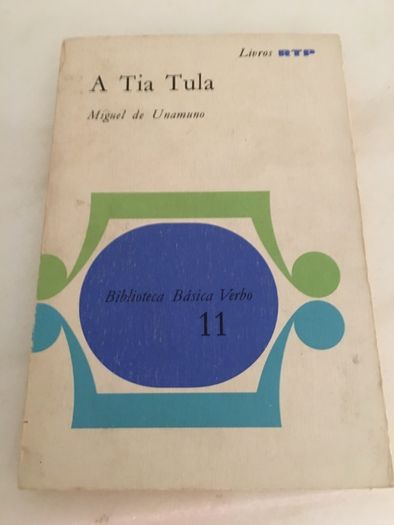 Livros RTP
A Tia Tula
Miguel de Unamuno
Biblioteca Básica Verbo
11